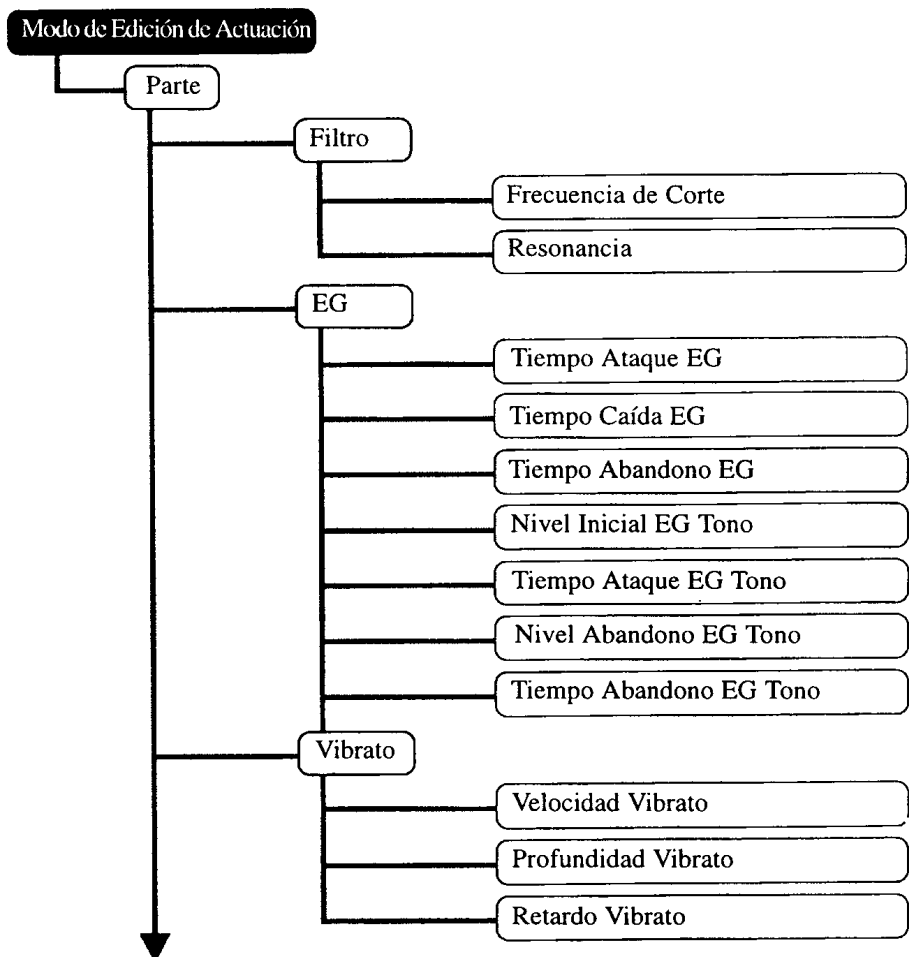 Modo de Edición de Actuación
Parte
Filtro
Frecuencia de Corte
Resonancia
EG
Tiempo Ataque EG
Tiempo Caída EG
Tiempo Abandono EG
Nivel Inicial EG Tono
Tiempo Ataque EG Tono
Nivel Abandono EG Tono
Tiempo Abandono EG Tono
Vibrato
Velocidad Vibrato
Profundidad Vibrato
Retardo Vibrato